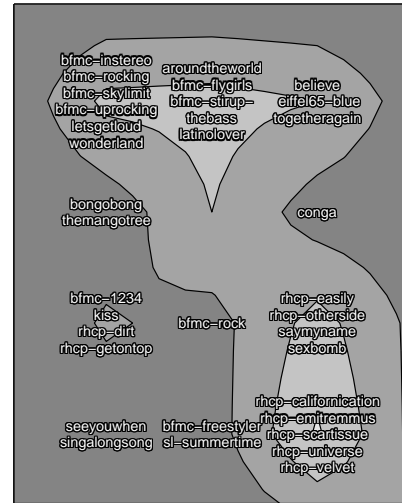 bfmc−instereo
bfmc−rocking
bfmc−skylimit
bfmc−uprocking
letsgetloud
wonderland
aroundtheworld
bfmc−flygirls
bfmc−stirup−
thebass
latinolover
believe
eiffel65−blue
togetheragain
bongobong
themangotree
conga
bfmc−1234
kiss
rhcp−dirt
rhcp−getontop
bfmc−rock
rhcp−easily
rhcp−otherside
saymyname
sexbomb
seeyouwhen
singalongsong
bfmc−freestyler
sl−summertime
rhcp−californication
rhcp−emitremmus
rhcp−scartissue
rhcp−universe
rhcp−velvet